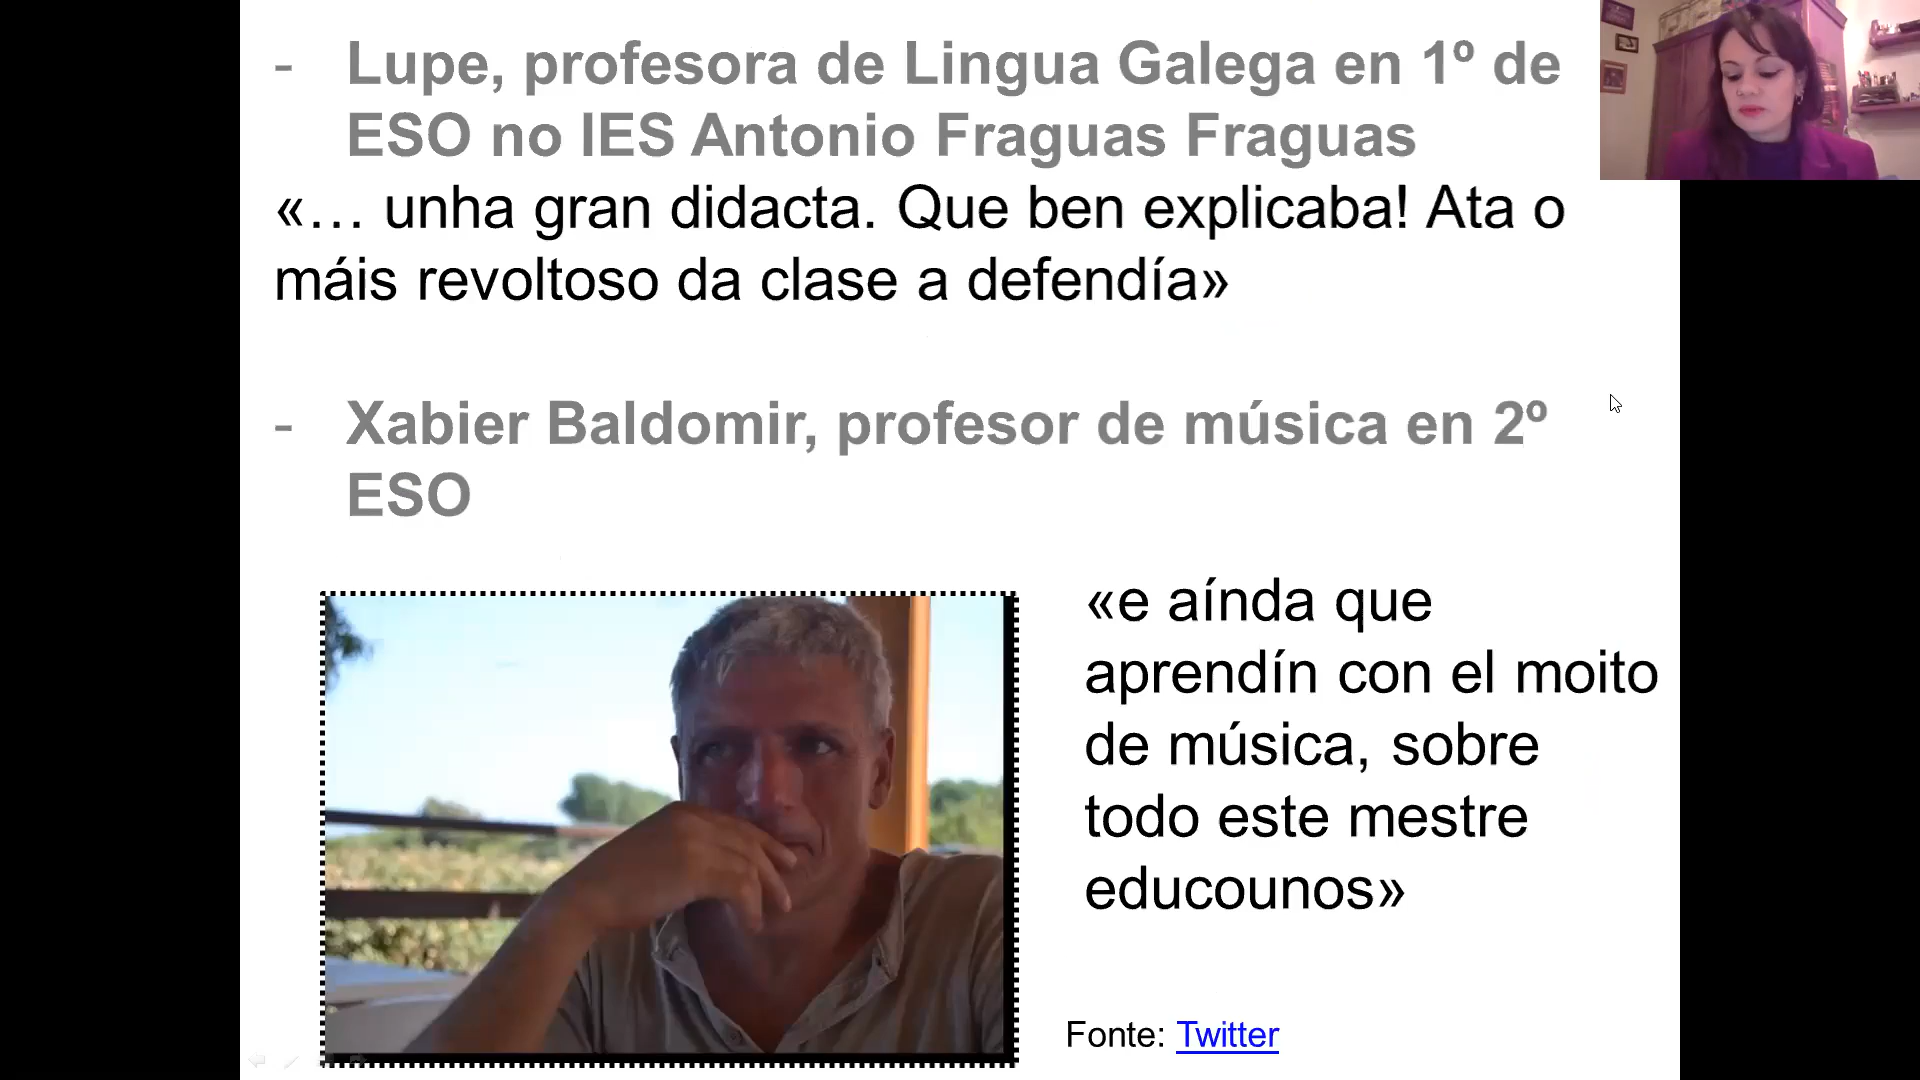 - Lupe, profesora de Lingua Galega en 1º de
ESO no IES Antonio Fraguas Fraguas
«… unha gran didacta. Que ben explicaba! Ata o
máis revoltoso da clase a defendía»
- Xabier Baldomir, profesor de música en 2º
ESO
«e aínda que
aprendín con el moito
de música, sobre
todo este mestre
educounos»
Fonte: Twitter